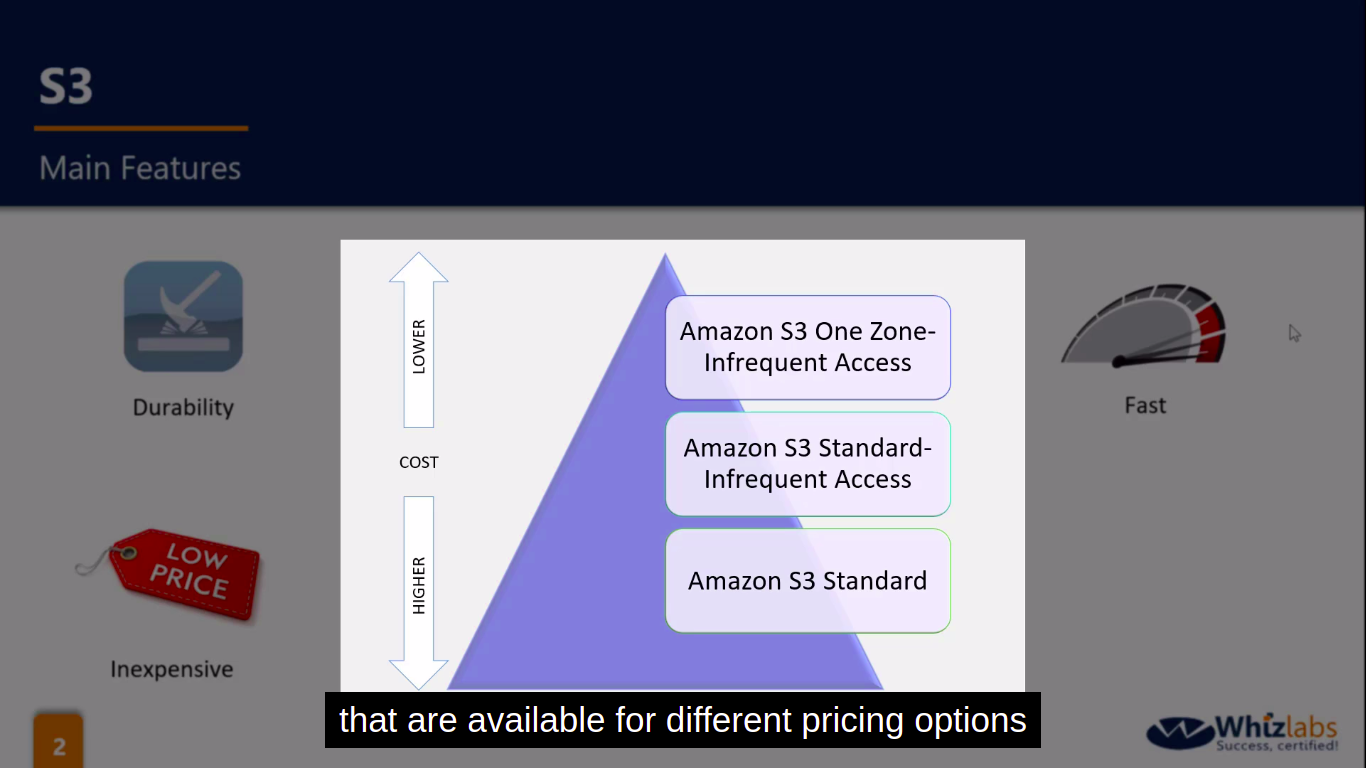 S3
Main Features
Durability
LOW
PRICE
Inexpensive
LOWER
COST
HIGHER
Amazon S3 One Zone-
Infrequent Access
Amazon S3 Standard-
Infrequent Access
Amazon S3 Standard
Fast
that are available for different pricing options
2
Whizlabs
Success, certified!